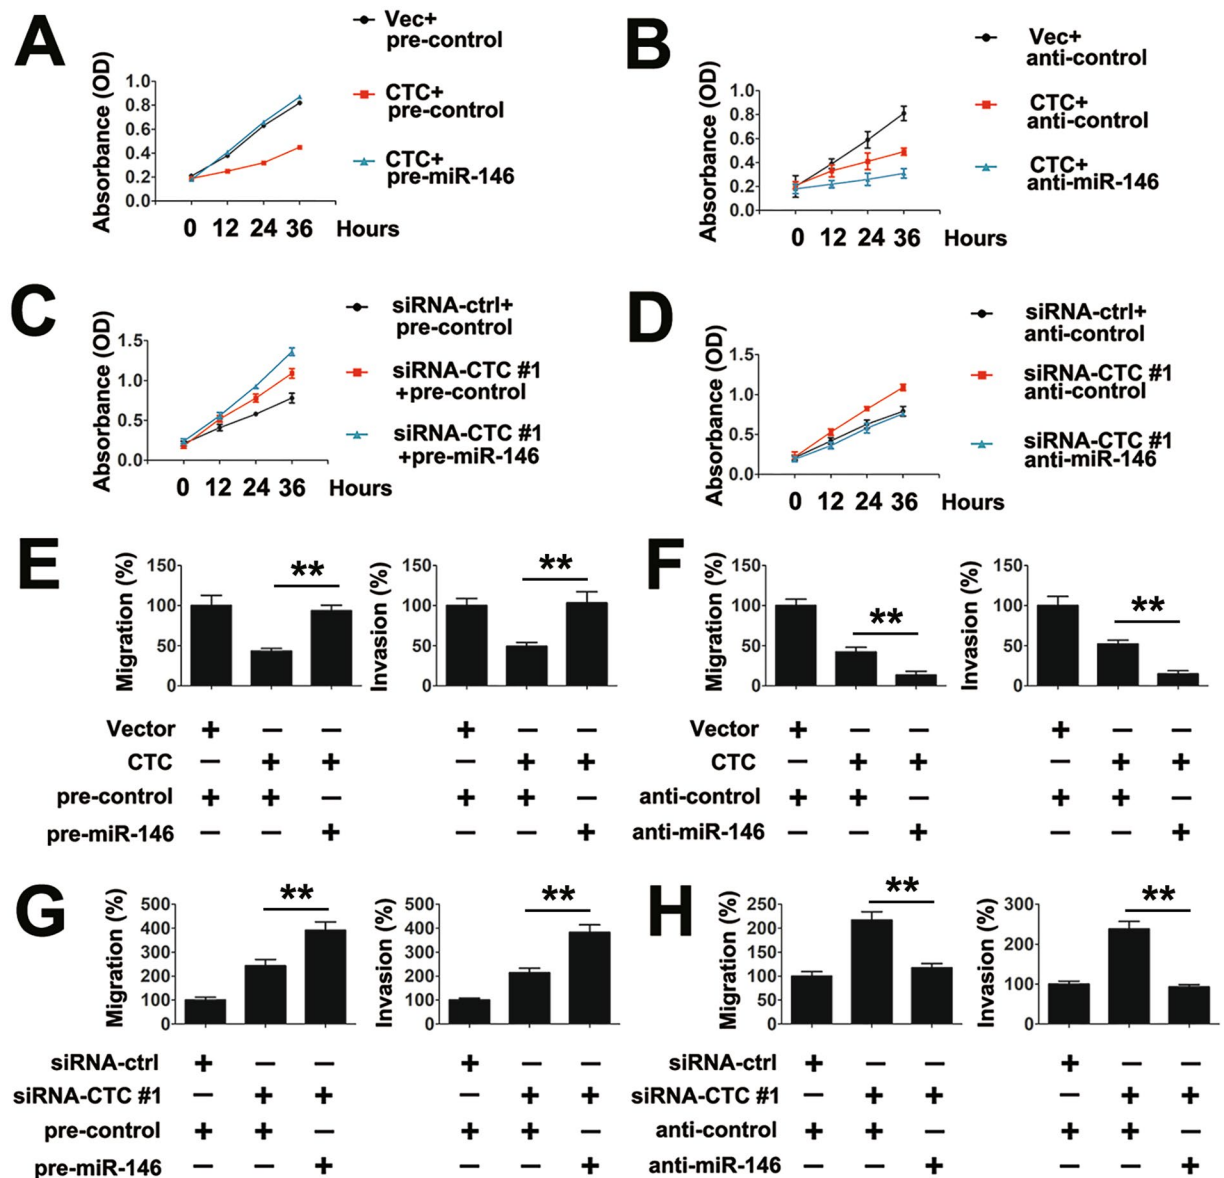 A
Vec+
pre-control
CTC+
pre-control
CTC+
pre-miR-146
Absorbance (OD)
1.0
0.8
0.6
0.4
0.2
0.0
0 12 24 36 Hours
B
Vec+
anti-control
CTC+
anti-control
CTC+
anti-miR-146
Absorbance (OD)
1.0
0.8
0.6
0.4
0.2
0.0
0 12 24 36 Hours
C
siRNA-ctrl+
pre-control
siRNA-CTC #1
+pre-control
siRNA-CTC #1
+pre-miR-146
Absorbance (OD)
1.5
1.0
0.5
0.0
0 12 24 36 Hours
D
siRNA-ctrl+
anti-control
siRNA-CTC #1
anti-control
siRNA-CTC #1
anti-miR-146
Absorbance (OD)
1.5
1.0
0.5
0.0
0 12 24 36 Hours
E
Migration (%)
150
100
50
0
**
Invasion (%)
150
100
50
0
**
Vector + − − + − −
CTC − + + − + +
pre-control + + − + + −
pre-miR-146 − − + − − +
F
Migration (%)
150
100
50
0
**
Invasion (%)
150
100
50
0
**
Vector + − − + − −
CTC − + + − + +
anti-control + + − + + −
anti-miR-146 − − + − − +
G
Migration (%)
500
400
300
200
100
0
**
Invasion (%)
500
400
300
200
100
0
**
siRNA-ctrl + − − + − −
siRNA-CTC #1 − + + − + +
pre-control + + − + + −
pre-miR-146 − − + − − +
H
Migration (%)
250
200
150
100
50
0
**
Invasion (%)
300
200
100
0
**
siRNA-ctrl + − − + − −
siRNA-CTC #1 − + + − + +
anti-control + + − + + −
anti-miR-146 − − + − − +